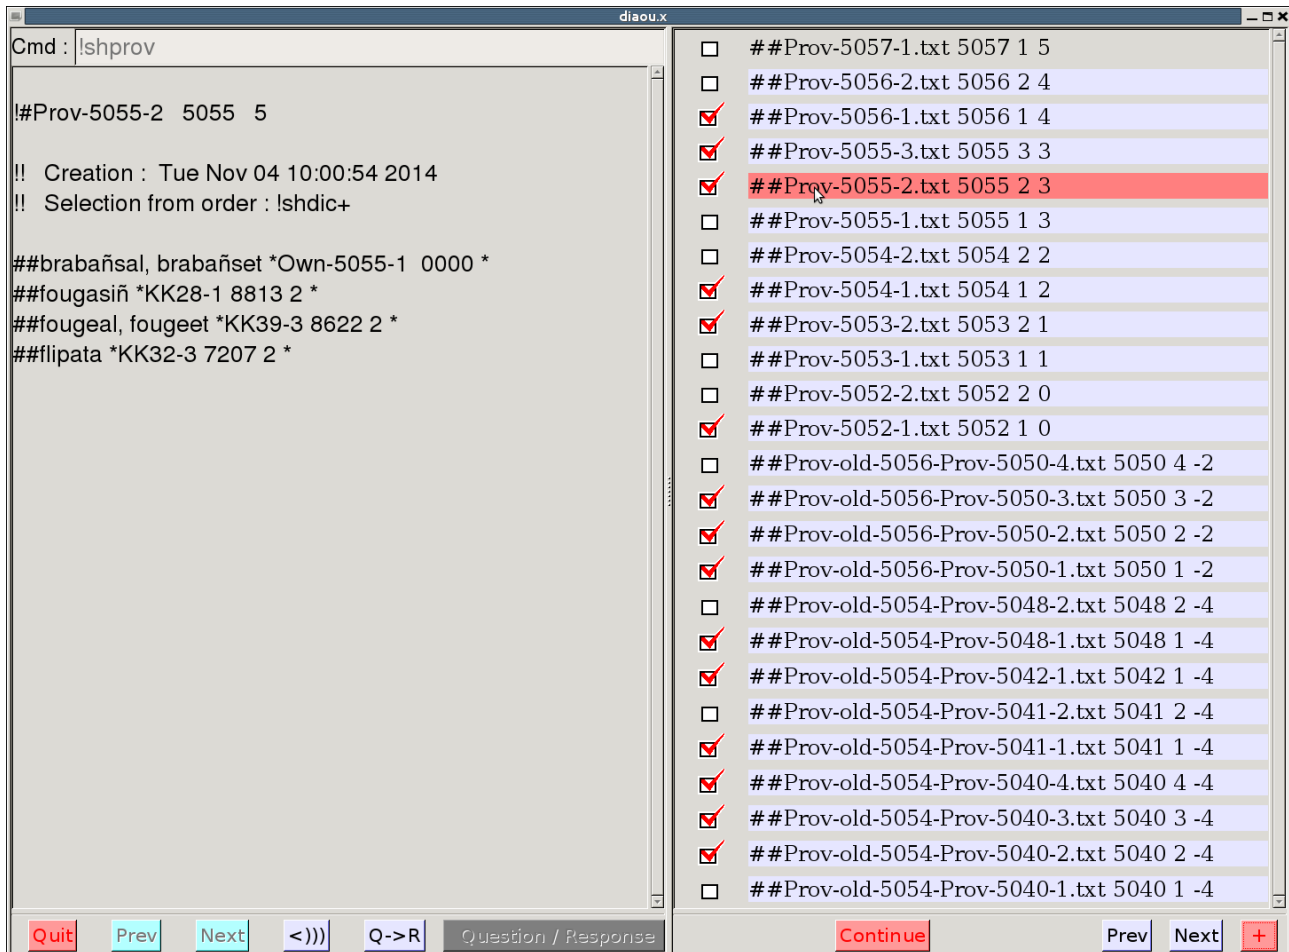 diaou.x
Cmd : !shprov
!#Prov-5055-2 5055 5
!! Creation : Tue Nov 04 10:00:54 2014
!! Selection from order : !shdic+
##brabañsal, brabañset *Own-5055-1 0000 *
##fougasiñ *KK28-1 8813 2 *
##fougeal, fougeet *KK39-3 8622 2 *
##flipata *KK32-3 7207 2 *
Quit Prev Next <))) Q->R Question / Response
##Prov-5057-1.txt 5057 1 5
##Prov-5056-2.txt 5056 2 4
##Prov-5056-1.txt 5056 1 4
##Prov-5055-3.txt 5055 3 3
##Prov-5055-2.txt 5055 2 3
##Prov-5055-1.txt 5055 1 3
##Prov-5054-2.txt 5054 2 2
##Prov-5054-1.txt 5054 1 2
##Prov-5053-2.txt 5053 2 1
##Prov-5053-1.txt 5053 1 1
##Prov-5052-2.txt 5052 2 0
##Prov-5052-1.txt 5052 1 0
##Prov-old-5056-Prov-5050-4.txt 5050 4 -2
##Prov-old-5056-Prov-5050-3.txt 5050 3 -2
##Prov-old-5056-Prov-5050-2.txt 5050 2 -2
##Prov-old-5056-Prov-5050-1.txt 5050 1 -2
##Prov-old-5054-Prov-5048-2.txt 5048 2 -4
##Prov-old-5054-Prov-5048-1.txt 5048 1 -4
##Prov-old-5054-Prov-5042-1.txt 5042 1 -4
##Prov-old-5054-Prov-5041-2.txt 5041 2 -4
##Prov-old-5054-Prov-5041-1.txt 5041 1 -4
##Prov-old-5054-Prov-5040-4.txt 5040 4 -4
##Prov-old-5054-Prov-5040-3.txt 5040 3 -4
##Prov-old-5054-Prov-5040-2.txt 5040 2 -4
##Prov-old-5054-Prov-5040-1.txt 5040 1 -4
Continue Prev Next +